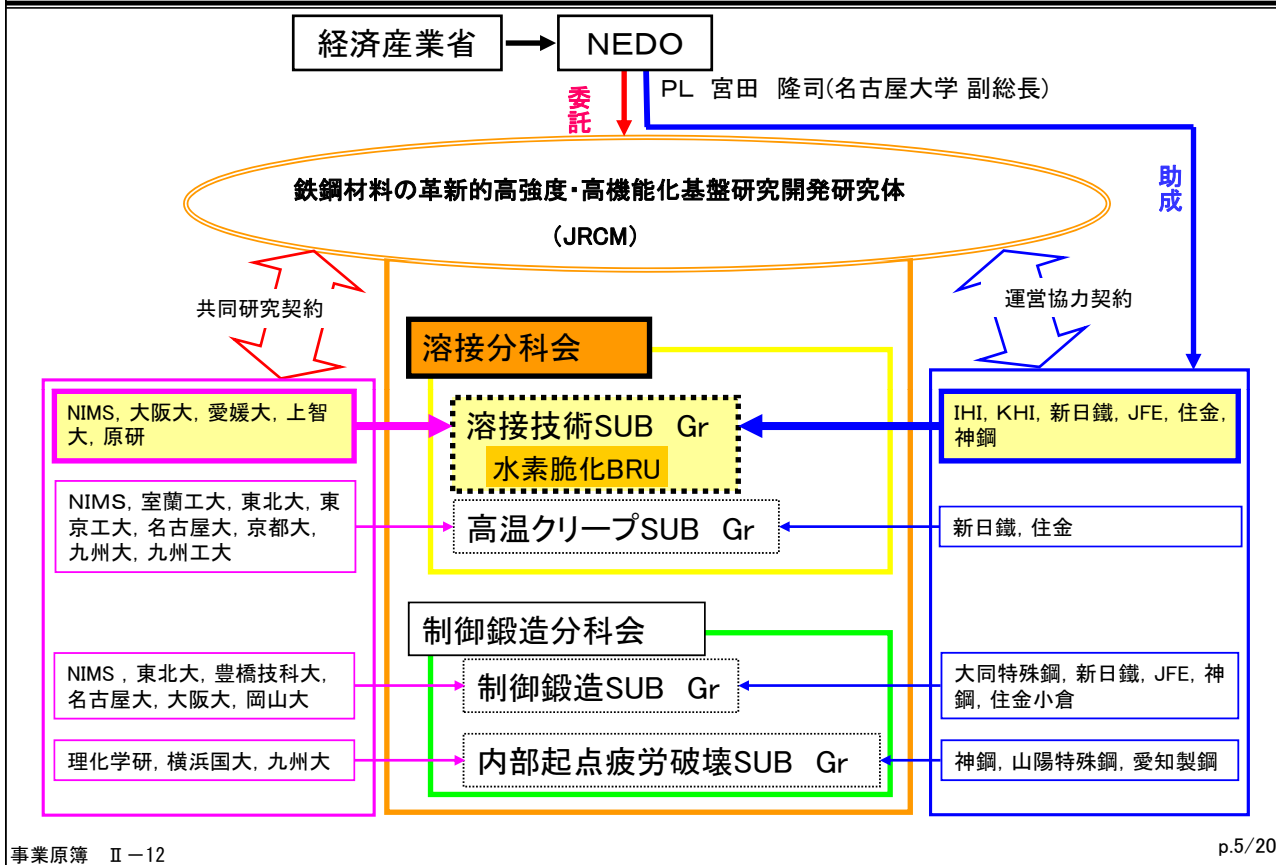 経済産業省
NEDO
PL 宮田 隆司(名古屋大学 副総長)
委託
助成
鉄鋼材料の革新的高強度・高機能化基盤研究開発研究体
(JRCM)
共同研究契約
運営協力契約
溶接分科会
NIMS, 大阪大, 愛媛大, 上智
大, 原研
溶接技術SUB Gr
水素脆化BRU
IHI, KHI, 新日鐵, JFE, 住金,
神鋼
NIMS, 室蘭工大, 東北大, 東
京工大, 名古屋大, 京都大,
九州大, 九州工大
高温クリープSUB Gr
新日鐵, 住金
制御鍛造分科会
NIMS , 東北大, 豊橋技科大,
名古屋大, 大阪大, 岡山大
制御鍛造SUB Gr
大同特殊鋼, 新日鐵, JFE, 神
鋼, 住金小倉
理化学研, 横浜国大, 九州大
内部起点疲労破壊SUB Gr
神鋼, 山陽特殊鋼, 愛知製鋼
事業原簿 Ⅱ-12
p.5/20